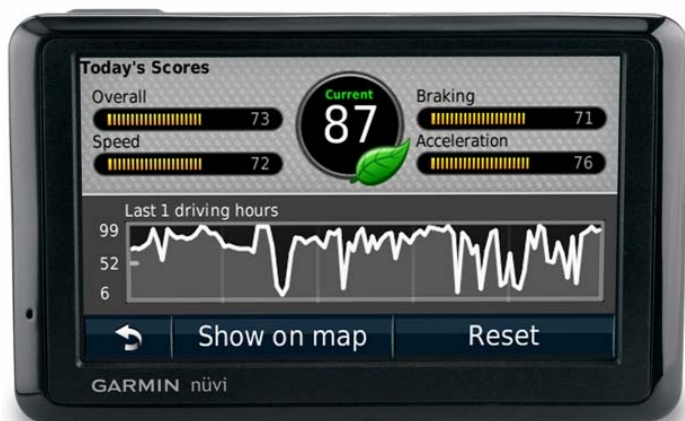 Today's Scores
Overall
73
Speed
72
Current
87
Braking
71
Acceleration
76
Last 1 driving hours
99
52
6
Show on map
Reset
GARMIN nüvi